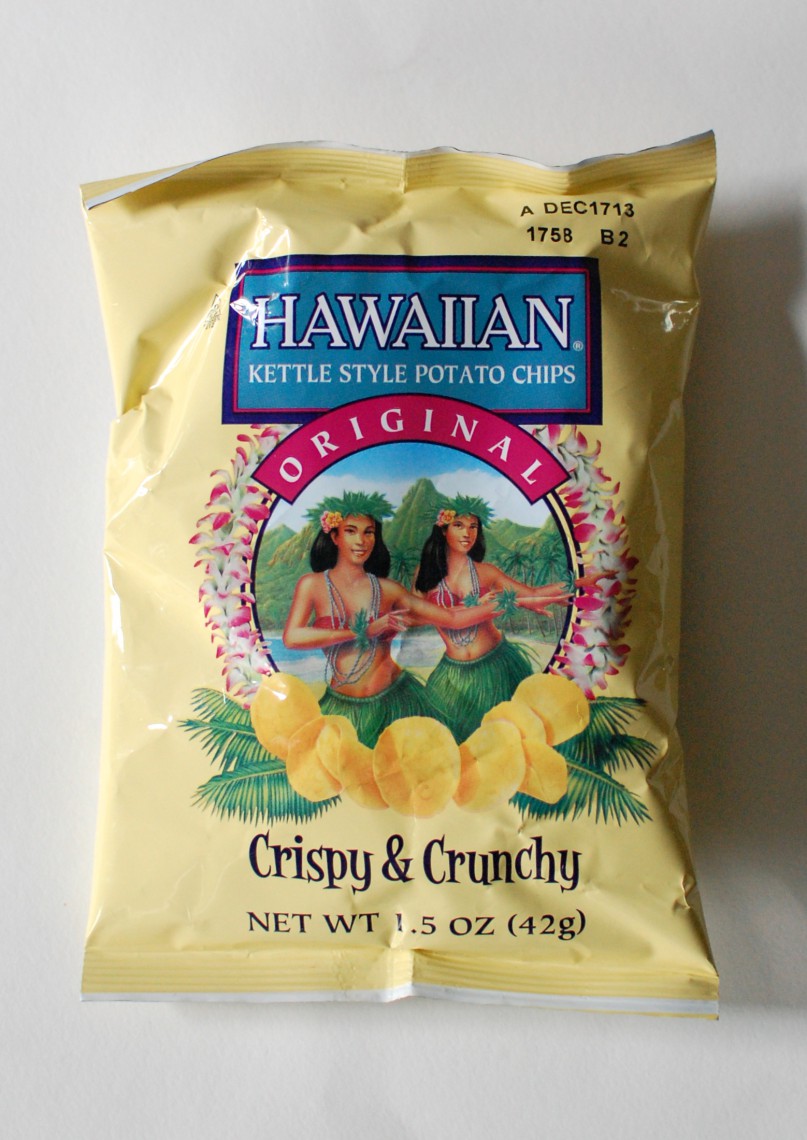 A DEC1713
1758 B2
HAWAIIAN®
KETTLE STYLE POTATO CHIPS
ORIGINAL
Crispy & Crunchy
NET WT 1.5 OZ (42g)